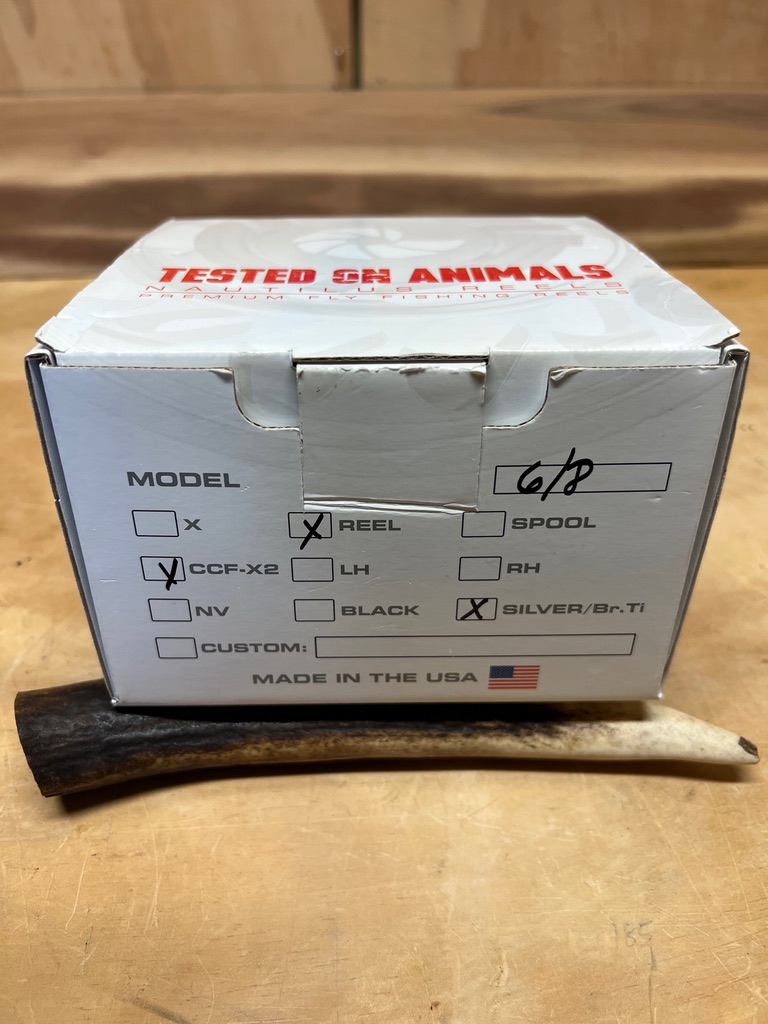 TESTED ON ANIMALS
NAUTILUS REELS
PREMIUM FLY FISHING REELS
MODEL 6/8
X X REEL SPOOL
X CCF-X2 LH RH
NV BLACK X SILVER/Br.Ti
CUSTOM:
MADE IN THE USA
185